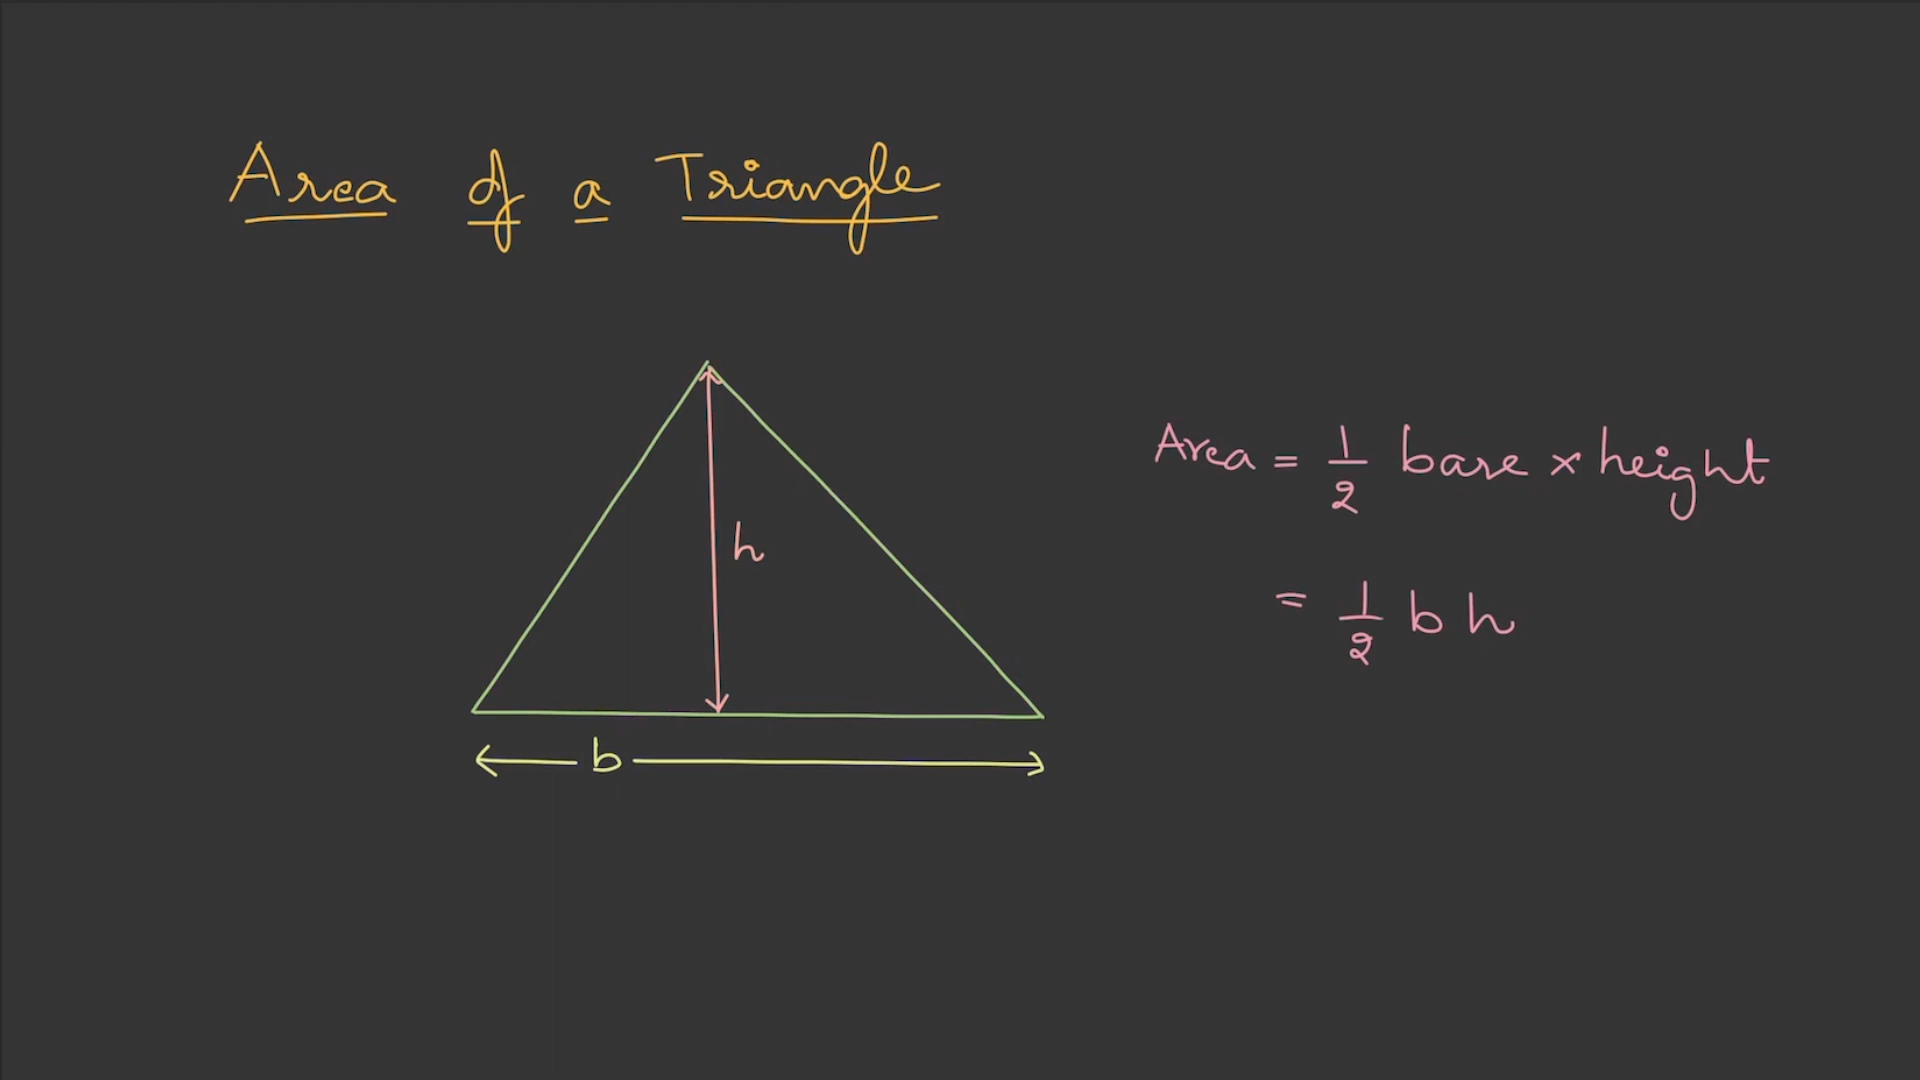 Area of a Triangle
h
b
Area = 1/2 base × height
= 1/2 b h